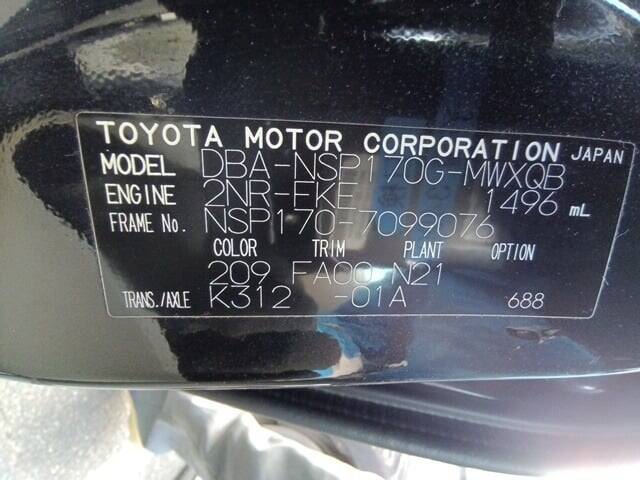 TOYOTA MOTOR CORPORATION JAPAN
MODEL DBA-NSP170G-MWXQB
ENGINE 2NR-FKE 1496 mL
FRAME No. NSP170-7099076
COLOR TRIM PLANT OPTION
209 FA00 N21
TRANS./AXLE K312 -01A 688